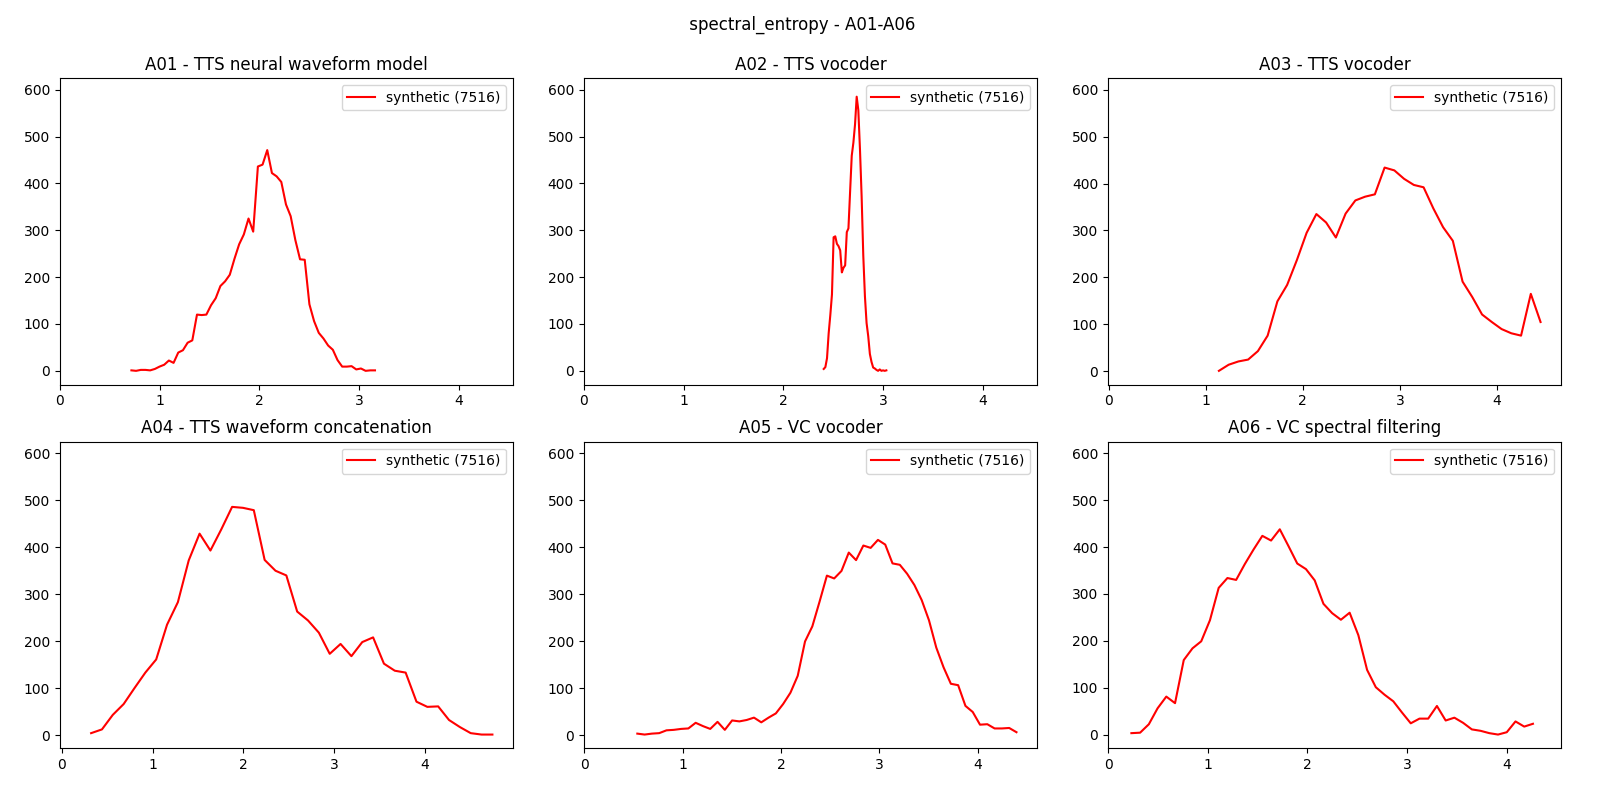 spectral_entropy - A01-A06
A01 - TTS neural waveform model
600
500
400
300
200
100
0
0 1 2 3 4
synthetic (7516)
A02 - TTS vocoder
600
500
400
300
200
100
0
0 1 2 3 4
synthetic (7516)
A03 - TTS vocoder
600
500
400
300
200
100
0
0 1 2 3 4
synthetic (7516)
A04 - TTS waveform concatenation
600
500
400
300
200
100
0
0 1 2 3 4
synthetic (7516)
A05 - VC vocoder
600
500
400
300
200
100
0
0 1 2 3 4
synthetic (7516)
A06 - VC spectral filtering
600
500
400
300
200
100
0
0 1 2 3 4
synthetic (7516)